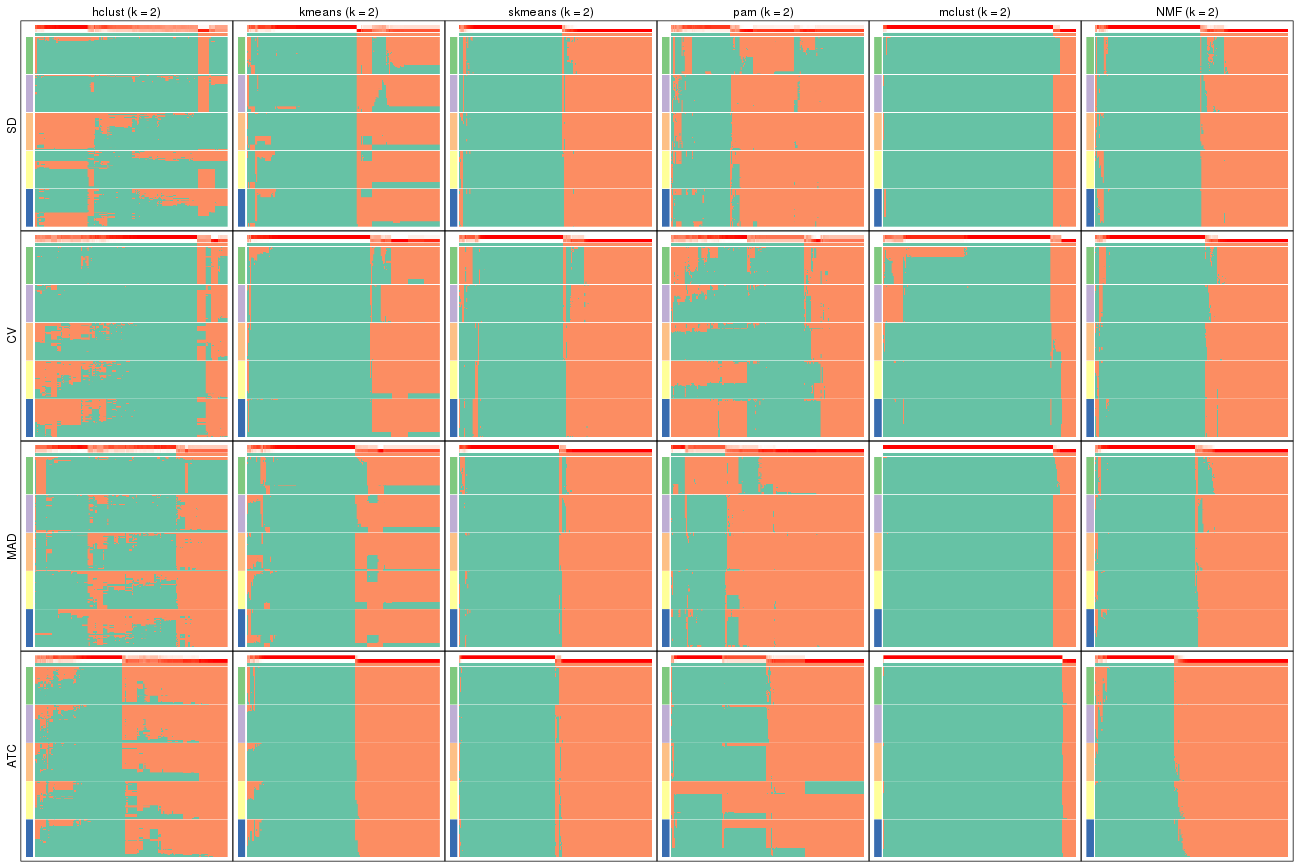 hclust (k = 2) kmeans (k = 2) skmeans (k = 2) pam (k = 2) mclust (k = 2) NMF (k = 2)
SD
CV
MAD
ATC